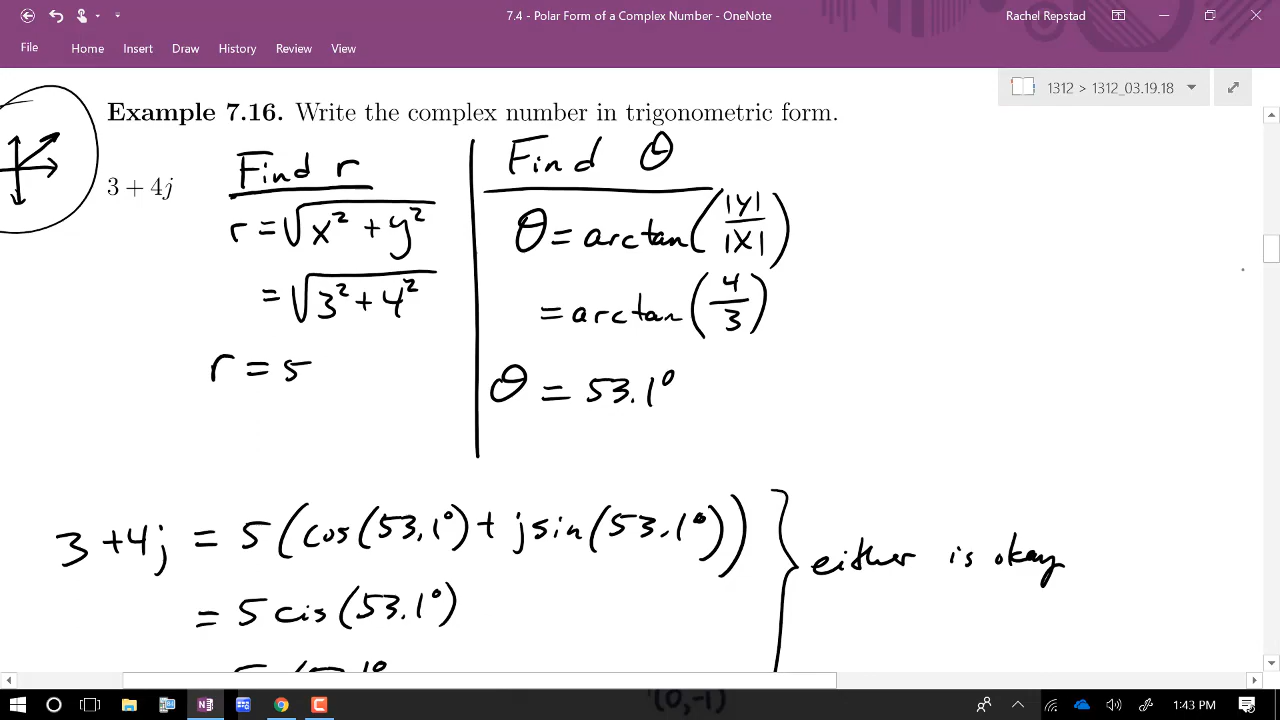 7.4 - Polar Form of a Complex Number - OneNote
Rachel Repstad
File Home Insert Draw History Review View
1312 > 1312_03.19.18
Example 7.16. Write the complex number in trigonometric form.
3 + 4j
Find r
r = √x² + y²
= √3² + 4²
r = 5
Find θ
θ = arctan(|y|/|x|)
= arctan(4/3)
θ = 53.1°
3+4j = 5(cos(53.1°) + jsin(53.1°))
= 5 cis(53.1°)
either is okay
(0,-1)
1:43 PM